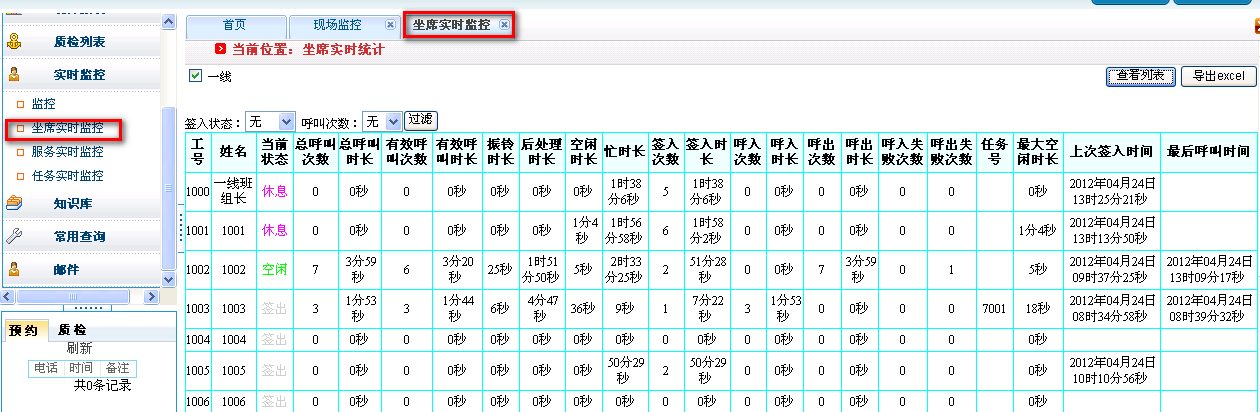 质检列表
实时监控
监控
坐席实时监控
服务实时监控
任务实时监控
知识库
常用查询
邮件
预约 质检
刷新
电话 时间 备注
共0条记录
首页 现场监控 坐席实时监控
当前位置：坐席实时统计
一线 查看列表 导出excel
签入状态：无 呼叫次数：无 过滤
工号 姓名 当前状态 总呼叫次数 总呼叫时长 有效呼叫次数 有效呼叫时长 振铃时长 后处理时长 空闲时长 忙时长 签入次数 签入时长 呼入次数 呼入时长 呼出次数 呼出时长 呼入失败次数 呼出失败次数 任务号 最大空闲时长 上次签入时间 最后呼叫时间
1000 一线班组长 休息 0 0秒 0 0秒 0秒 0秒 0秒 1时38分6秒 5 1时38分6秒 0 0秒 0 0秒 0 0 0秒 2012年04月24日13时25分21秒
1001 1001 休息 0 0秒 0 0秒 0秒 0秒 1分4秒 1时56分58秒 6 1时58分2秒 0 0秒 0 0秒 0 0 1分4秒 2012年04月24日13时13分50秒
1002 1002 空闲 7 3分59秒 6 3分20秒 25秒 1时51分50秒 5秒 2时33分25秒 2 51分28秒 0 0秒 7 3分59秒 0 1 5秒 2012年04月24日09时37分25秒 2012年04月24日13时09分17秒
1003 1003 签出 3 1分53秒 3 1分44秒 6秒 4分47秒 36秒 9秒 1 7分22秒 3 1分53秒 0 0秒 0 0 7001 18秒 2012年04月24日08时34分58秒 2012年04月24日08时39分32秒
1004 1004 签出 0 0秒 0 0秒 0秒 0秒 0秒 0秒 0 0秒 0 0秒 0 0秒 0 0 0秒
1005 1005 签出 0 0秒 0 0秒 0秒 0秒 0秒 50分29秒 2 50分29秒 0 0秒 0 0秒 0 0 0秒 2012年04月24日10时10分56秒
1006 1006 签出 0 0秒 0 0秒 0秒 0秒 0秒 0秒 0 0秒 0 0秒 0 0秒 0 0 0秒